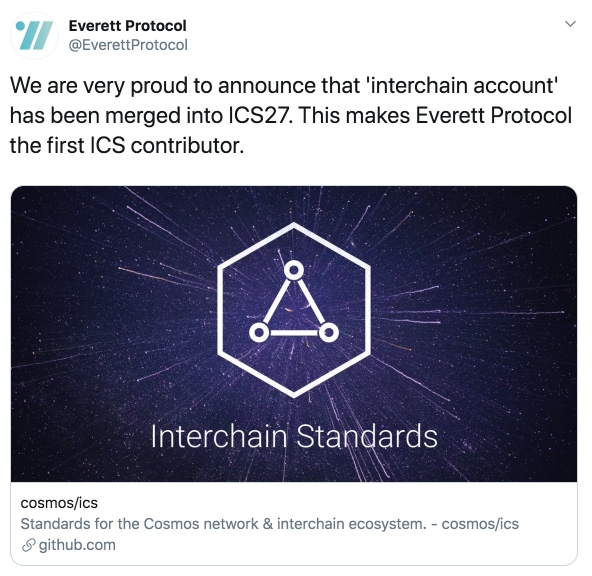 Everett Protocol
@EverettProtocol
We are very proud to announce that 'interchain account'
has been merged into ICS27. This makes Everett Protocol
the first ICS contributor.
Interchain Standards
cosmos/ics
Standards for the Cosmos network & interchain ecosystem. - cosmos/ics
github.com